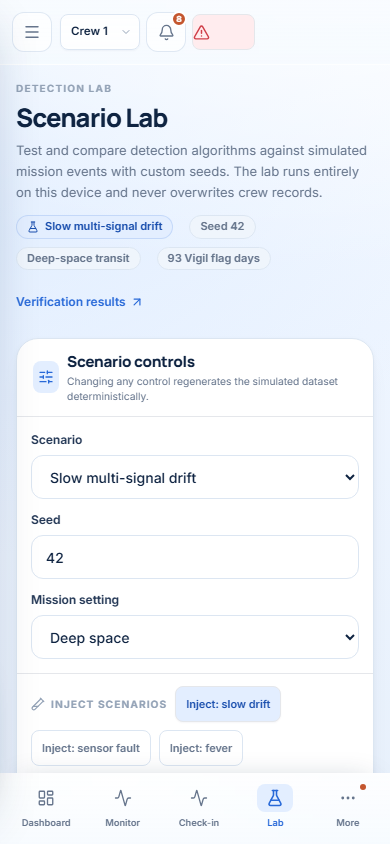 Crew 1
8
DETECTION LAB
Scenario Lab
Test and compare detection algorithms against simulated
mission events with custom seeds. The lab runs entirely
on this device and never overwrites crew records.
Slow multi-signal drift
Seed 42
Deep-space transit
93 Vigil flag days
Verification results
Scenario controls
Changing any control regenerates the simulated dataset
deterministically.
Scenario
Slow multi-signal drift
Seed
42
Mission setting
Deep space
INJECT SCENARIOS
Inject: slow drift
Inject: sensor fault
Inject: fever
Dashboard
Monitor
Check-in
Lab
More